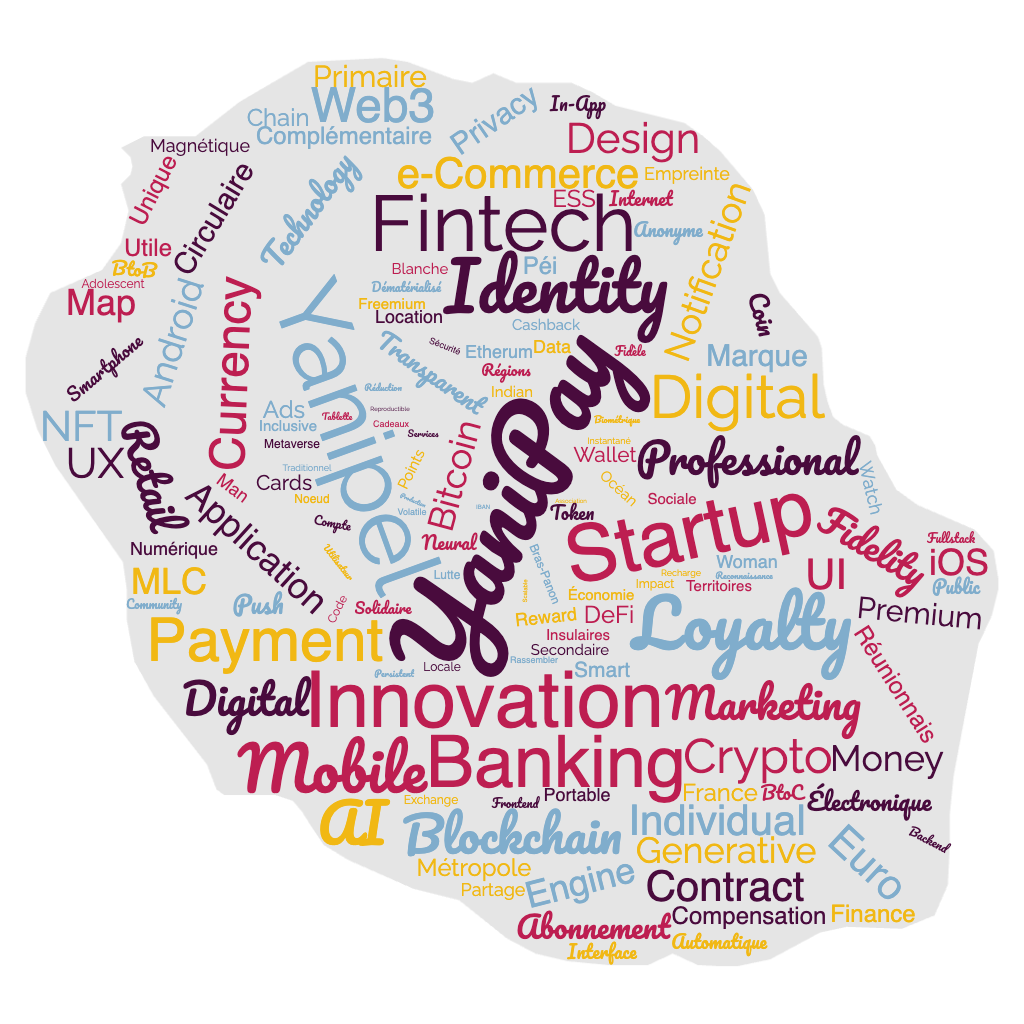 Primaire
Web3
Chain
Complémentaire
Privacy
In-App
Design
Magnétique
Unique
Circulaire
Technology
e-Commerce
Empreinte
ESS
Internet
Fintech
Anonyme
Notification
Utile
BtoB
Adolescent
Map
Android
Currency
Blanche
Péi
Identity
Dématérialisé
Freemium
Location
Cashback
Coin
Smartphone
Yanipel
Transparent
Sécurité
Etherum
Data
Fidèle
Régions
Marque
Indian
Digital
Réduction
YaniPay
NFT
UX
Retail
Ads
Inclusive
Tablette
Reproductible
Cadeaux
Services
Metaverse
Biométrique
Bitcoin
Instantané
Wallet
Professional
Traditionnel
Man
Cards
Noeud
Points
Production
Volatile
IBAN
Océan
Sociale
Association
Token
Watch
Application
Compte
Startup
Fidelity
Fullstack
iOS
Public
Numérique
Neural
Utilisateur
Lutte
Bras-Panon
Scalable
Woman
Reconnaissance
Recharge
Impact
Territoires
UI
MLC
Community
Push
Code
Solidaire
Économie
Reward
DeFi
Loyalty
Premium
Payment
Insulaires
Secondaire
Rassembler
Smart
Réunionnais
Locale
Persistent
Digital
Innovation
Marketing
Mobile
Banking
Crypto
Money
AI
Exchange
Frontend
Portable
France
BtoC
Électronique
Blockchain
Individual
Backend
Generative
Euro
Métropole
Partage
Engine
Contract
Compensation
Finance
Abonnement
Interface
Automatique